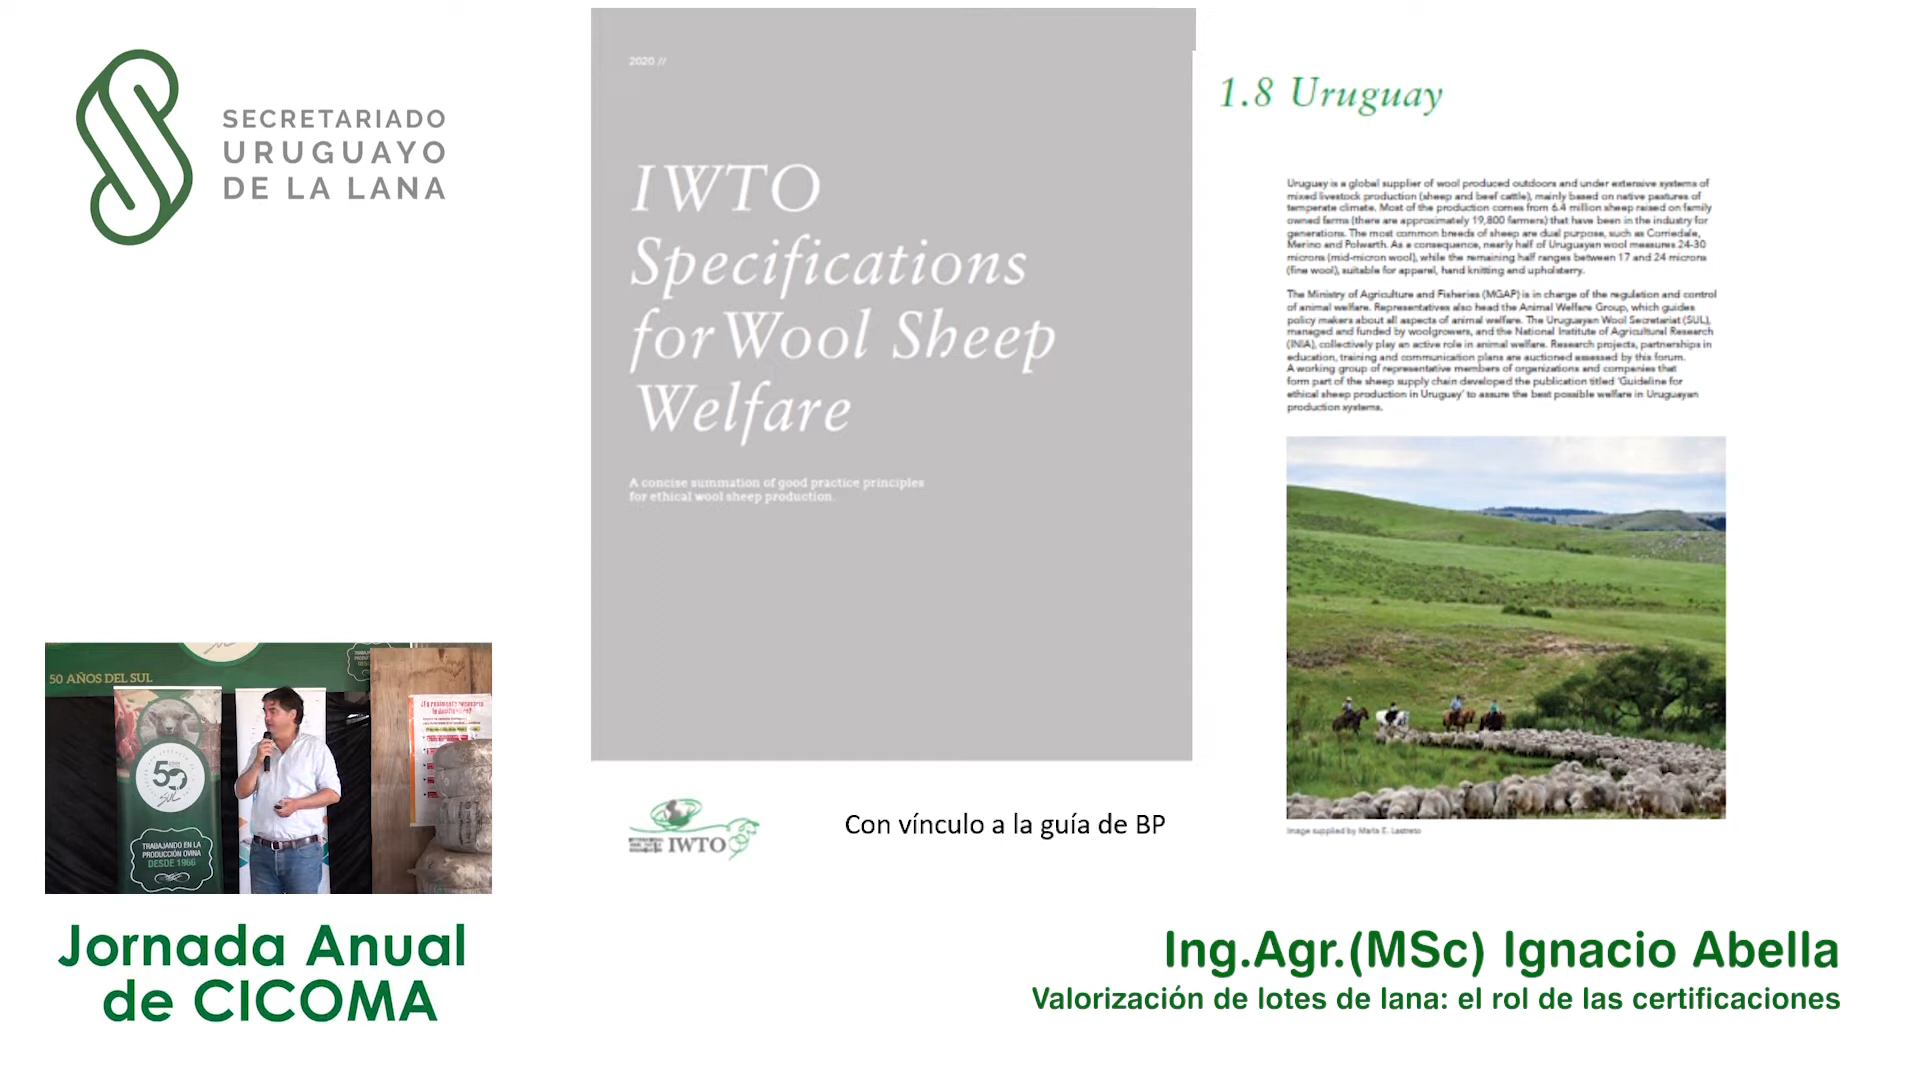 SECRETARIADO
URUGUAYO
DE LA LANA
2020 //
IWTO
Specifications
for Wool Sheep
Welfare
A concise summation of good practice principles
for ethical wool sheep production.
IWTO
Con vínculo a la guía de BP
1.8 Uruguay
Uruguay is a global supplier of wool produced outdoors and under extensive systems of
mixed livestock production (sheep and beef cattle), mainly based on native pastures of
temperate climate. Most of the production comes from 6.4 million sheep raised on family
owned farms (there are approximately 19,800 farmers) that have been in the industry for
generations. The most common breeds of sheep are dual purpose, such as Corriedale,
Merino and Polwarth. As a consequence, nearly half of Uruguayan wool measures 24-30
microns (mid-micron wool), while the remaining half ranges between 17 and 24 microns
(fine wool), suitable for apparel, hand knitting and upholsterry.
The Ministry of Agriculture and Fisheries (MGAP) is in charge of the regulation and control
of animal welfare. Representatives also head the Animal Welfare Group, which guides
policy makers about all aspects of animal welfare. The Uruguayan Wool Secretariat (SUL),
managed and funded by woolgrowers, and the National Institute of Agricultural Research
(INIA), collectively play an active role in animal welfare. Research projects, partnerships in
education, training and communication plans are auctioned assessed by this forum.
A working group of representative members of organizations and companies that
form part of the sheep supply chain developed the publication titled 'Guideline for
ethical sheep production in Uruguay' to assure the best possible welfare in Uruguayan
production systems.
Image supplied by María E. Lastreto
50 AÑOS DEL SUL
50
SUL
TRABAJANDO EN LA
PRODUCCIÓN OVINA
DESDE 1966
Jornada Anual
de CICOMA
Ing.Agr.(MSc) Ignacio Abella
Valorización de lotes de lana: el rol de las certificaciones